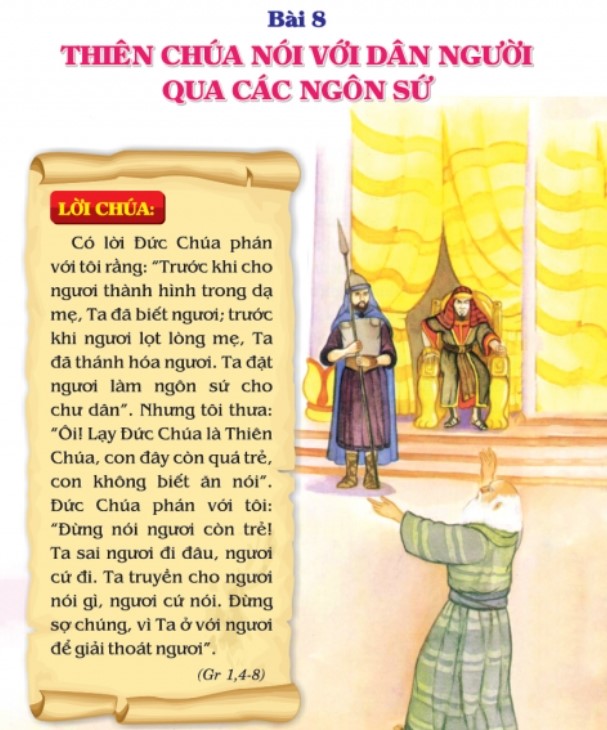 Bài 8
THIÊN CHÚA NÓI VỚI DÂN NGƯỜI
QUA CÁC NGÔN SỨ
LỜI CHÚA:
Có lời Đức Chúa phán
với tôi rằng: “Trước khi cho
ngươi thành hình trong dạ
mẹ, Ta đã biết ngươi; trước
khi ngươi lọt lòng mẹ, Ta
đã thánh hóa ngươi. Ta đặt
ngươi làm ngôn sứ cho
chư dân”. Nhưng tôi thưa:
“Ôi! Lạy Đức Chúa là Thiên
Chúa, con đây còn quá trẻ,
con không biết ăn nói”.
Đức Chúa phán với tôi:
“Đừng nói ngươi còn trẻ!
Ta sai ngươi đi đâu, ngươi
cứ đi. Ta truyền cho ngươi
nói gì, ngươi cứ nói. Đừng
sợ chúng, vì Ta ở với ngươi
để giải thoát ngươi”.
(Gr 1,4-8)